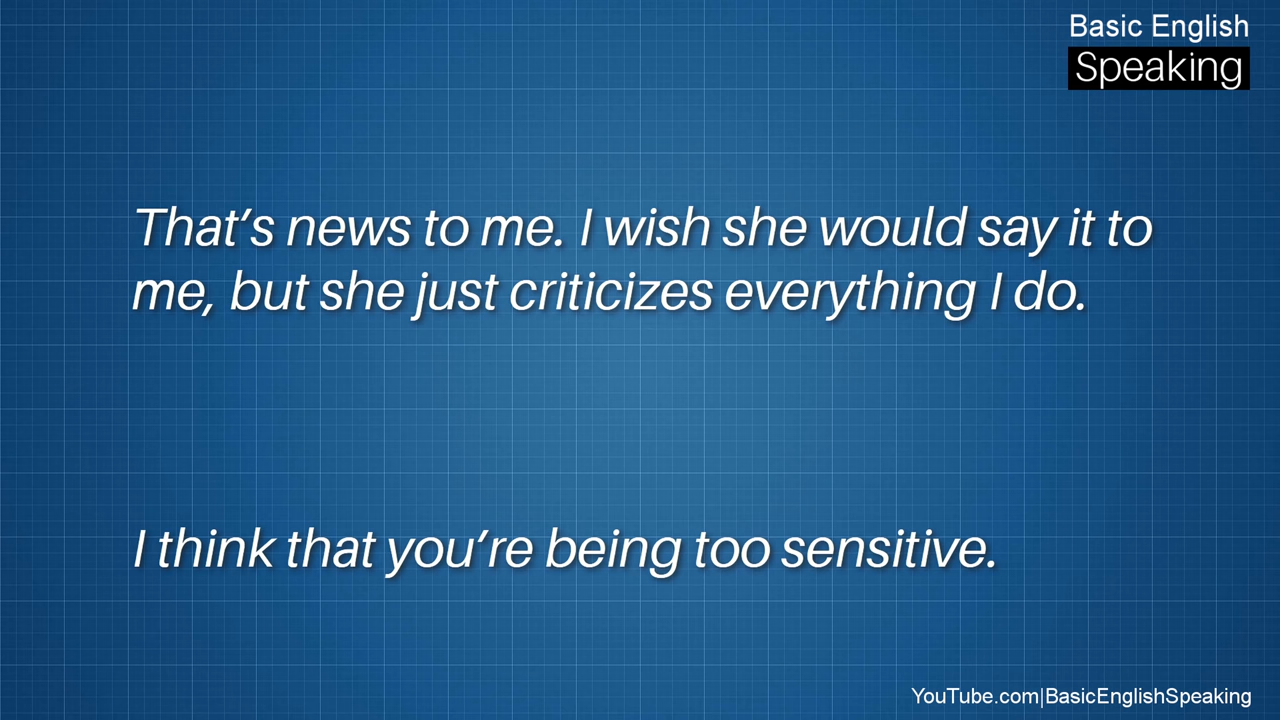 Basic English
Speaking
That's news to me. I wish she would say it to
me, but she just criticizes everything I do.
I think that you're being too sensitive.
YouTube.com|BasicEnglishSpeaking